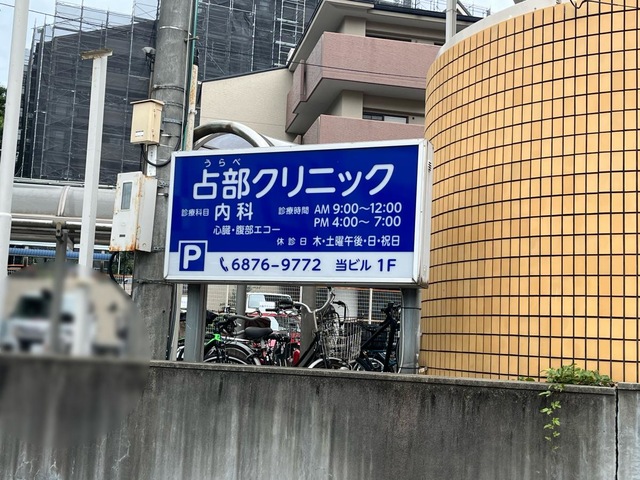 うらべ
占部クリニック
診療科目 内科 診療時間 AM 9:00〜12:00
心臓・腹部エコー PM 4:00〜 7:00
休診日 木・土曜午後・日・祝日
P 6876-9772 当ビル 1F